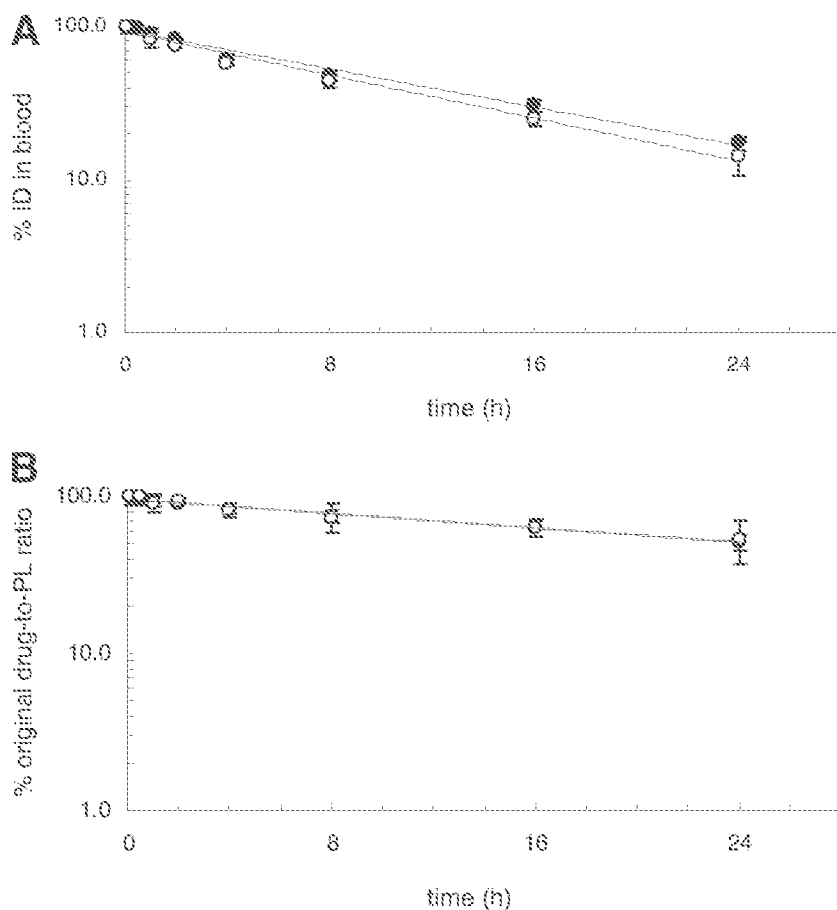 A
% ID in blood
100.0
10.0
1.0
0 8 16 24
time (h)
B
% original drug-to-PL ratio
100.0
10.0
1.0
0 8 16 24
time (h)